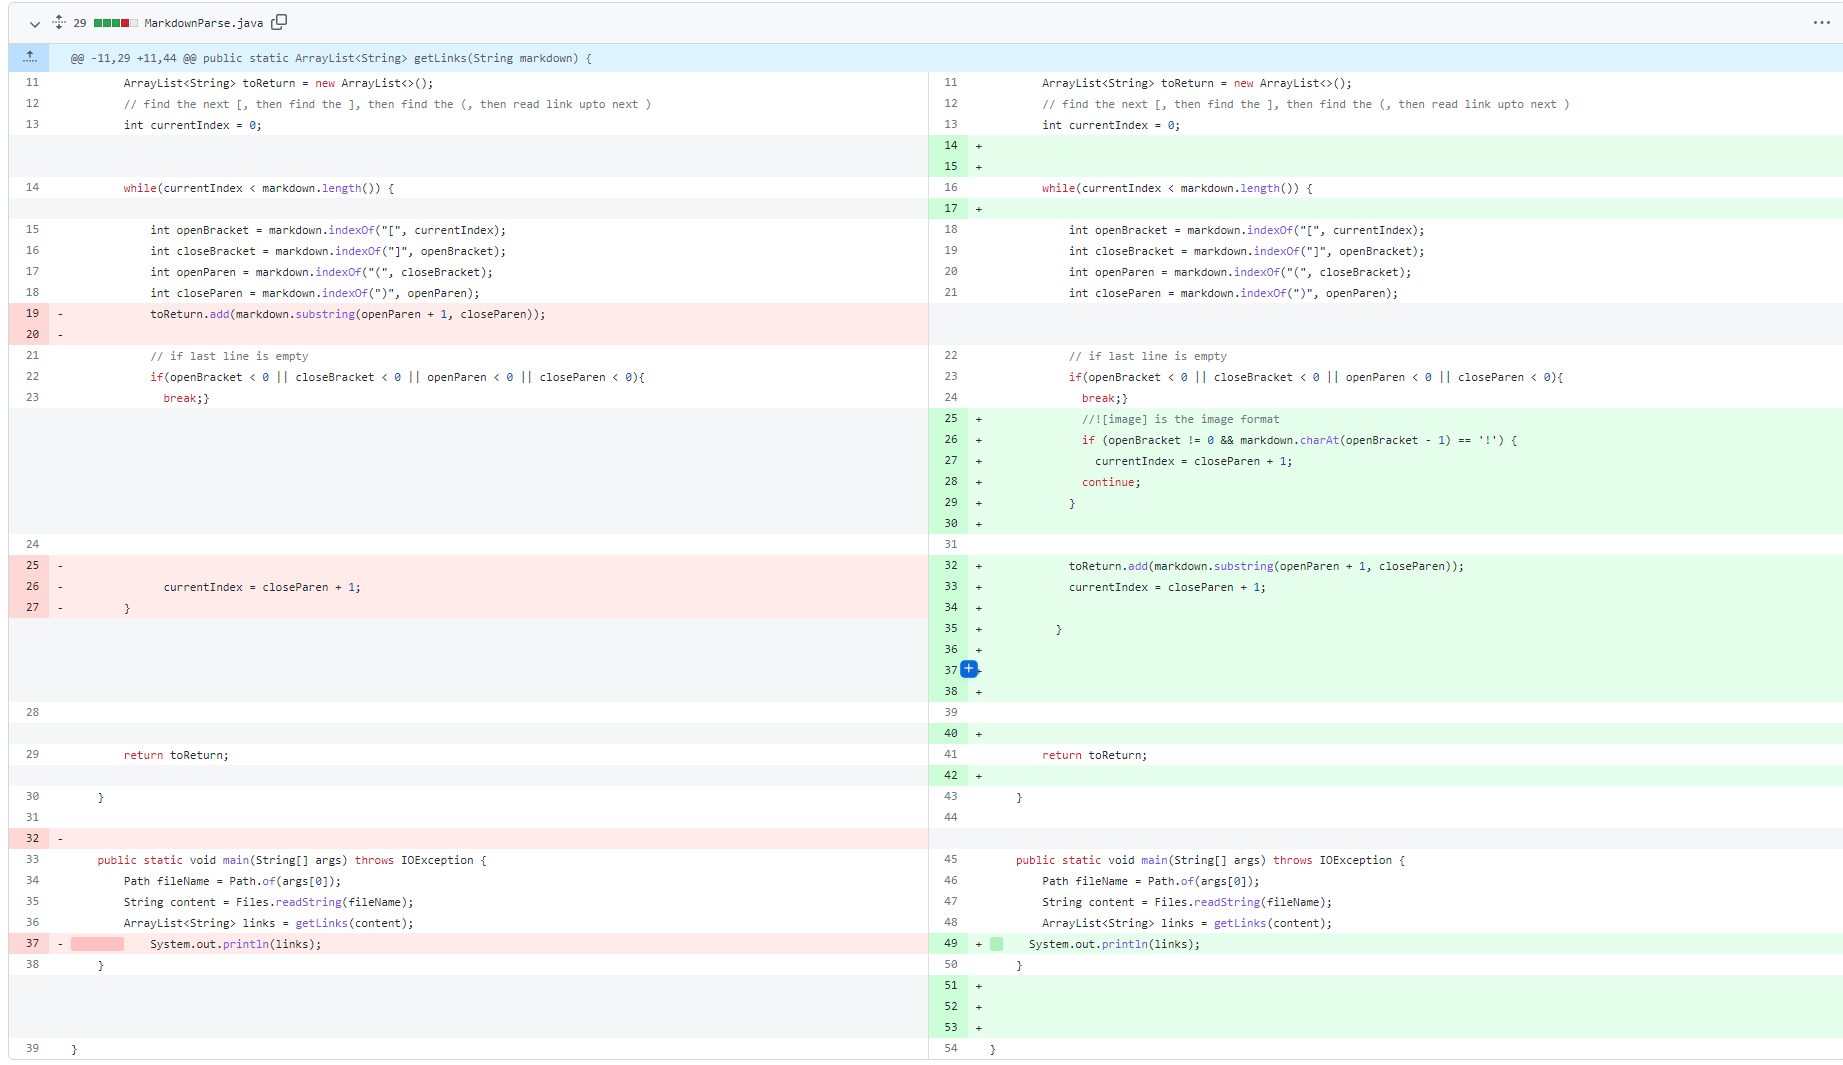 29 MarkdownParse.java
@@ -11,29 +11,44 @@ public static ArrayList<String> getLinks(String markdown) {
11 ArrayList<String> toReturn = new ArrayList<>(); 11 ArrayList<String> toReturn = new ArrayList<>();
12 // find the next [, then find the ], then find the (, then read link upto next ) 12 // find the next [, then find the ], then find the (, then read link upto next )
13 int currentIndex = 0; 13 int currentIndex = 0;
14 +
15 +
14 while(currentIndex < markdown.length()) { 16 while(currentIndex < markdown.length()) {
17 +
15 int openBracket = markdown.indexOf("[", currentIndex); 18 int openBracket = markdown.indexOf("[", currentIndex);
16 int closeBracket = markdown.indexOf("]", openBracket); 19 int closeBracket = markdown.indexOf("]", openBracket);
17 int openParen = markdown.indexOf("(", closeBracket); 20 int openParen = markdown.indexOf("(", closeBracket);
18 int closeParen = markdown.indexOf(")", openParen); 21 int closeParen = markdown.indexOf(")", openParen);
19 - toReturn.add(markdown.substring(openParen + 1, closeParen));
20 -
21 // if last line is empty 22 // if last line is empty
22 if(openBracket < 0 || closeBracket < 0 || openParen < 0 || closeParen < 0){ 23 if(openBracket < 0 || closeBracket < 0 || openParen < 0 || closeParen < 0){
23 break;} 24 break;}
25 + //![image] is the image format
26 + if (openBracket != 0 && markdown.charAt(openBracket - 1) == '!') {
27 + currentIndex = closeParen + 1;
28 + continue;
29 + }
30 +
24 31
25 - 32 + toReturn.add(markdown.substring(openParen + 1, closeParen));
26 - currentIndex = closeParen + 1; 33 + currentIndex = closeParen + 1;
27 - } 34 +
35 + }
36 +
37 + +
38 +
28 39
40 +
29 return toReturn; 41 return toReturn;
42 +
30 } 43 }
31 44
32 -
33 public static void main(String[] args) throws IOException { 45 public static void main(String[] args) throws IOException {
34 Path fileName = Path.of(args[0]); 46 Path fileName = Path.of(args[0]);
35 String content = Files.readString(fileName); 47 String content = Files.readString(fileName);
36 ArrayList<String> links = getLinks(content); 48 ArrayList<String> links = getLinks(content);
37 - System.out.println(links); 49 + System.out.println(links);
38 } 50 }
51 +
52 +
53 +
39 } 54 }